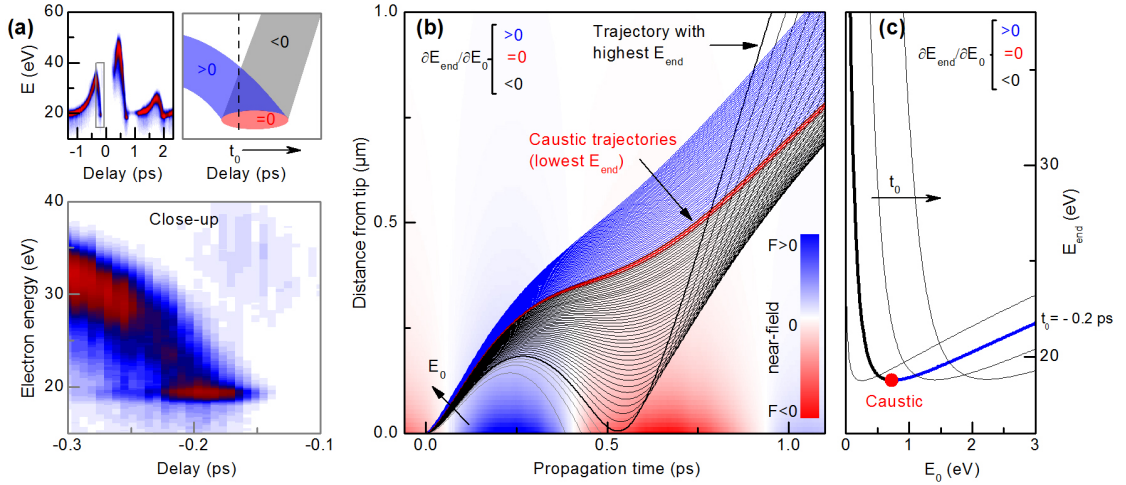 (a)
E (eV)
60
40
20
-1 0 1 2
Delay (ps)
>0
<0
=0
t0
Delay (ps)
Close-up
Electron energy (eV)
40
30
20
-0.3 -0.2 -0.1
Delay (ps)
(b)
Distance from tip (µm)
1.0
0.5
0.0
∂Eend/∂E0
>0
=0
<0
Trajectory with
highest Eend
Caustic trajectories
(lowest Eend)
E0
F>0
0
F<0
near-field
0.0 0.5 1.0
Propagation time (ps)
(c)
∂Eend/∂E0
>0
=0
<0
t0
30
20
Eend (eV)
t0= - 0.2 ps
Caustic
0 1 2 3
E0 (eV)